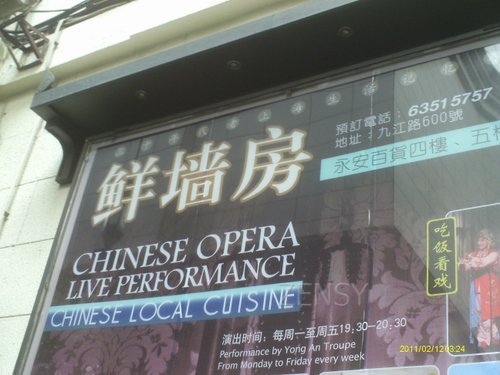 鲜墙房
預訂電話：63515757
地址：九江路600號
永安百貨四樓、五
CHINESE OPERA
LIVE PERFORMANCE
CHINESE LOCAL CUISINE
吃饭看戏
演出时间：每周一至周五19:30-20:30
Performance by Yong An Troupe
From Monday to Friday every week
2011/02/12 03:24